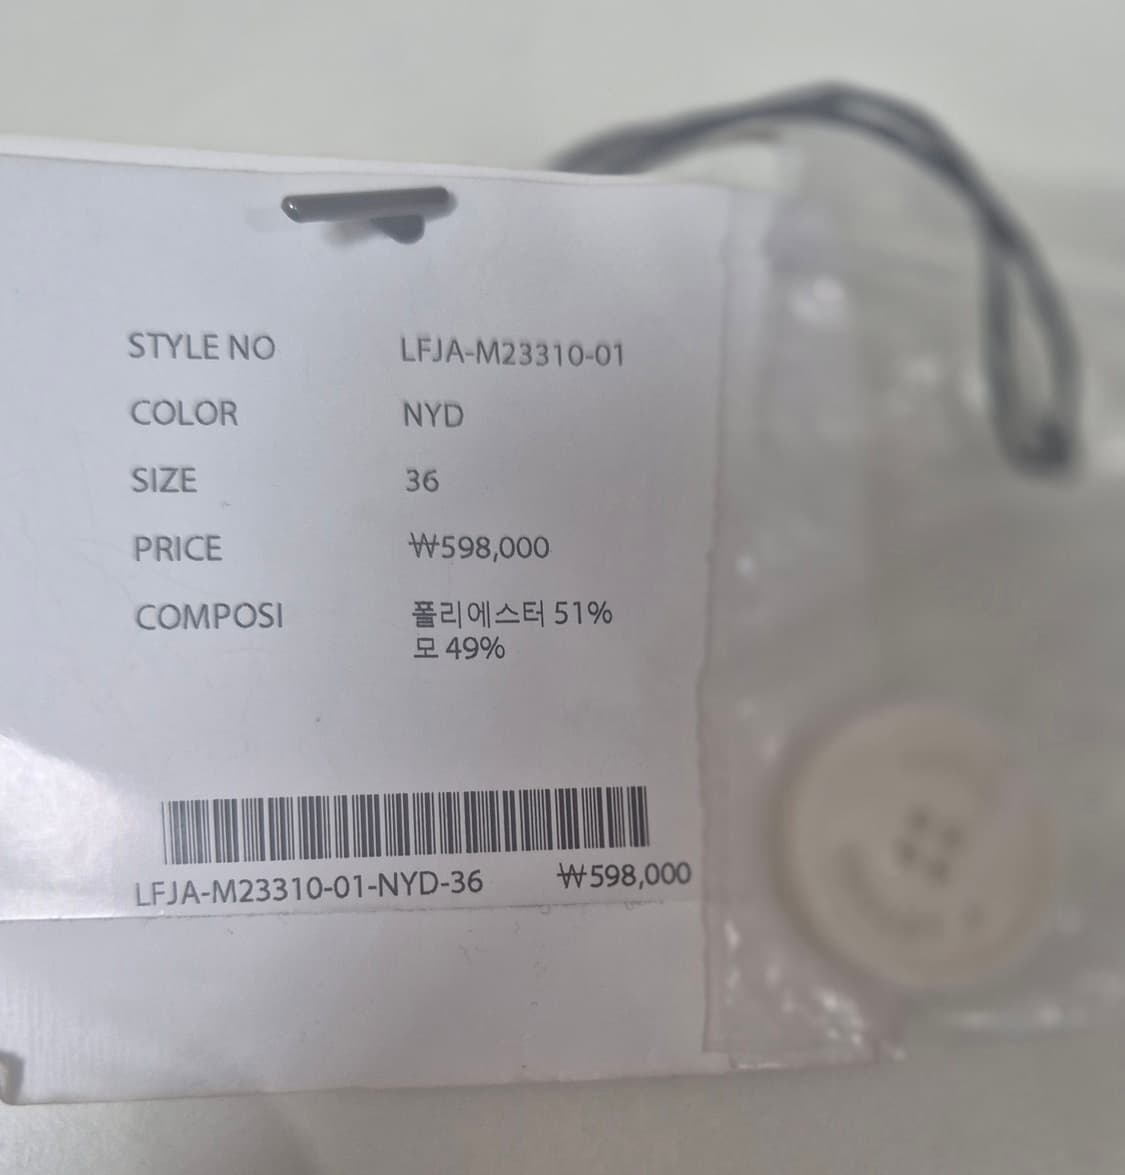 STYLE NO LFJA-M23310-01
COLOR NYD
SIZE 36
PRICE ₩598,000
COMPOSI 폴리에스터 51%
모 49%
LFJA-M23310-01-NYD-36 ₩598,000